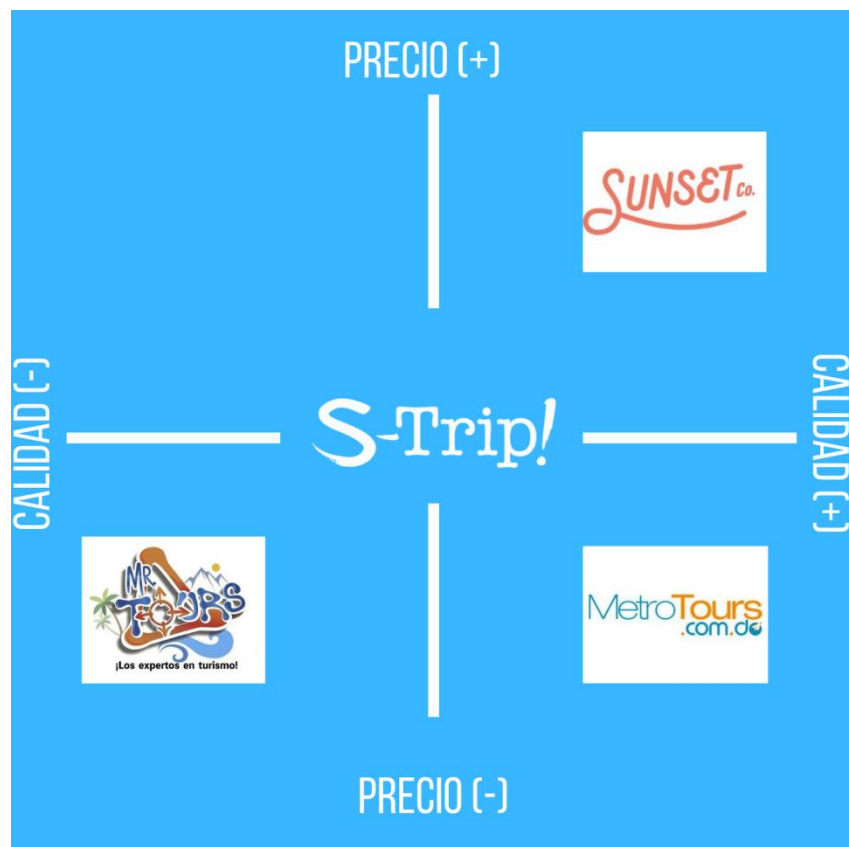 PRECIO (+)
SUNSET Co.
CALIDAD (-)
S-Trip!
CALIDAD (+)
MR
TOURS
¡Los expertos en turismo!
MetroTours
.com.do
PRECIO (-)